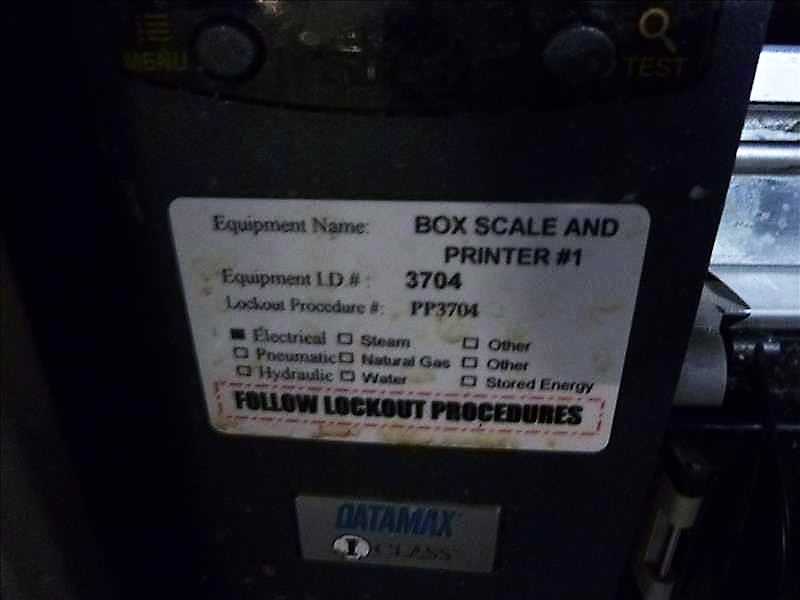 MENU
TEST
Equipment Name: BOX SCALE AND
PRINTER #1
Equipment I.D # : 3704
Lockout Procedure #: PP3704
Electrical Steam Other
Pneumatic Natural Gas Other
Hydraulic Water Stored Energy
FOLLOW LOCKOUT PROCEDURES
DATAMAX
I CLASS